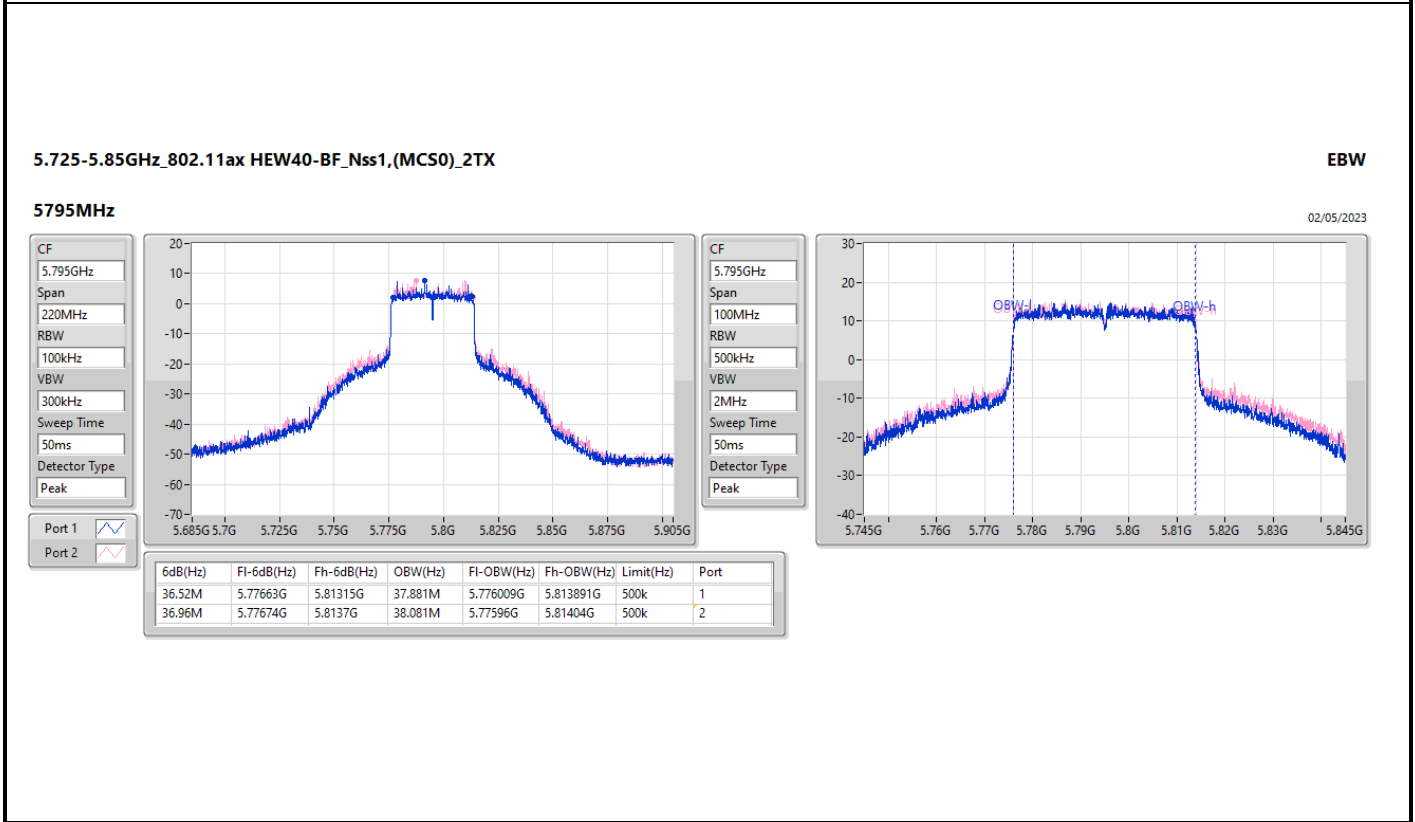 5.725-5.85GHz_802.11ax HEW40-BF_Nss1,(MCS0)_2TX
EBW
5795MHz
02/05/2023
CF
5.795GHz
Span
220MHz
RBW
100kHz
VBW
300kHz
Sweep Time
50ms
Detector Type
Peak
Port 1
Port 2
20
10
0
-10
-20
-30
-40
-50
-60
-70
5.685G 5.7G 5.725G 5.75G 5.775G 5.8G 5.825G 5.85G 5.875G 5.905G
CF
5.795GHz
Span
100MHz
RBW
500kHz
VBW
2MHz
Sweep Time
50ms
Detector Type
Peak
30
20
10
0
-10
-20
-30
-40
OBW-l OBW-h
5.745G 5.76G 5.77G 5.78G 5.79G 5.8G 5.81G 5.82G 5.83G 5.845G
6dB(Hz) Fl-6dB(Hz) Fh-6dB(Hz) OBW(Hz) Fl-OBW(Hz) Fh-OBW(Hz) Limit(Hz) Port
36.52M 5.77663G 5.81315G 37.881M 5.776009G 5.813891G 500k 1
36.96M 5.77674G 5.8137G 38.081M 5.77596G 5.81404G 500k 2